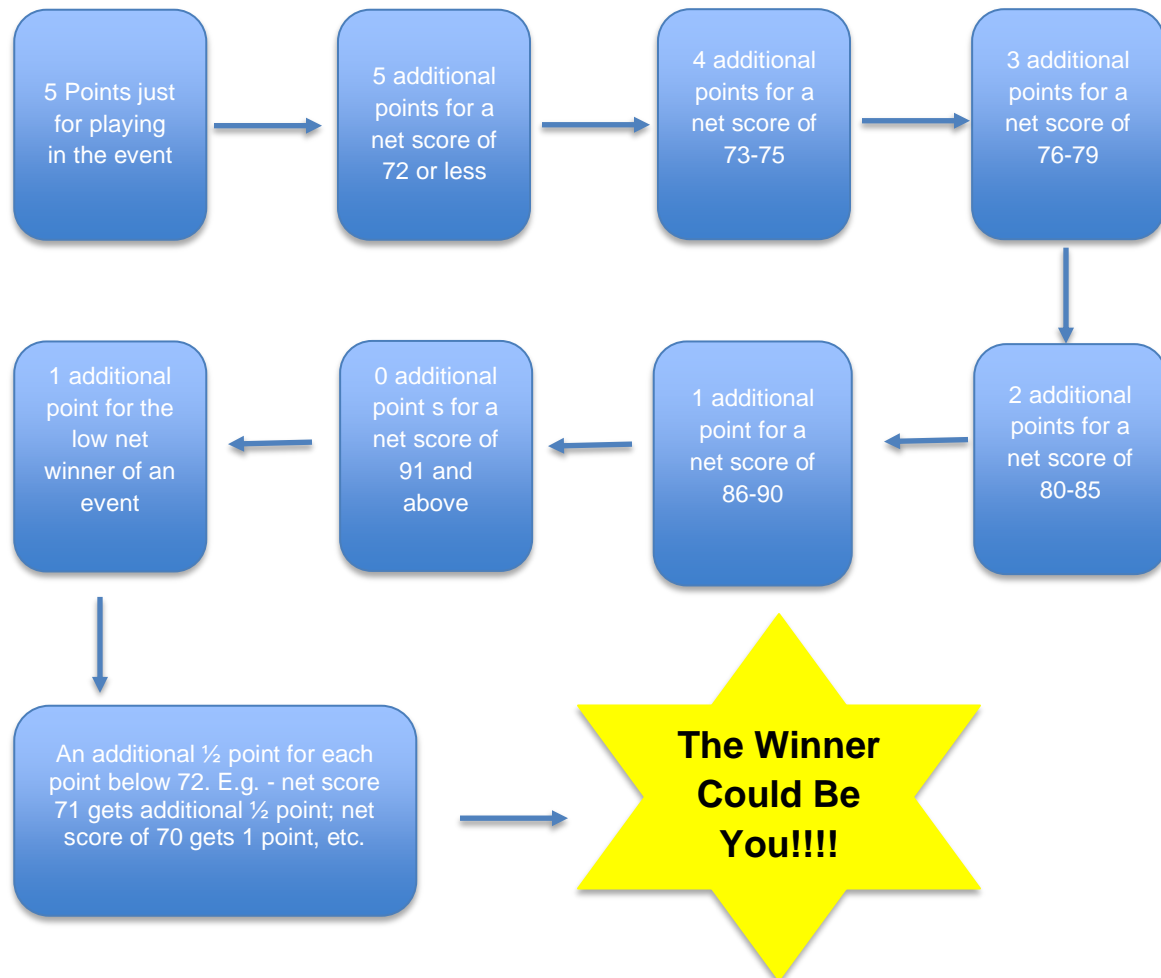 5 Points just
for playing
in the event
5 additional
points for a
net score of
72 or less
4 additional
points for a
net score of
73-75
3 additional
points for a
net score of
76-79
2 additional
points for a
net score of
80-85
1 additional
point for a
net score of
86-90
0 additional
point s for a
net score of
91 and
above
1 additional
point for the
low net
winner of an
event
An additional ½ point for each
point below 72. E.g. - net score
71 gets additional ½ point; net
score of 70 gets 1 point, etc.
The Winner
Could Be
You!!!!